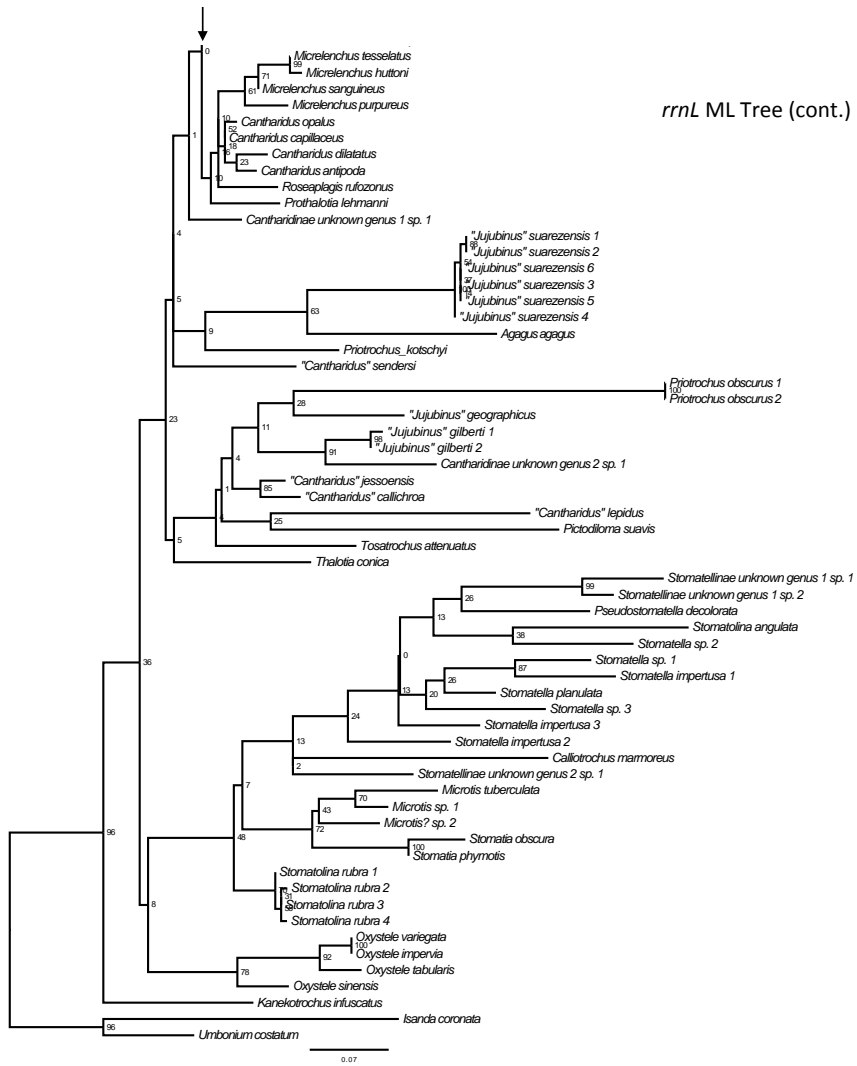 rrnL ML Tree (cont.)
0
Micrelenchus tesselatus
99
Micrelenchus huttoni
71
Micrelenchus sanguineus
61
Micrelenchus purpureus
10
Cantharidus opalus
52
Cantharidus capillaceus
18
16
Cantharidus dilatatus
23
Cantharidus antipoda
10
Roseaplagis rufozonus
Prothalotia lehmanni
1
Cantharidinae unknown genus 1 sp. 1
4
"Jujubinus" suarezensis 1
88
"Jujubinus" suarezensis 2
54
"Jujubinus" suarezensis 6
37
"Jujubinus" suarezensis 3
100
14
"Jujubinus" suarezensis 5
"Jujubinus" suarezensis 4
5
63
9
Agagus agagus
Priotrochus_kotschyi
"Cantharidus" sendersi
Priotrochus obscurus 1
100
Priotrochus obscurus 2
28
"Jujubinus" geographicus
23
11
"Jujubinus" gilberti 1
98
"Jujubinus" gilberti 2
91
Cantharidinae unknown genus 2 sp. 1
4
"Cantharidus" jessoensis
1
85
"Cantharidus" callichroa
"Cantharidus" lepidus
4
25
Pictodiloma suavis
5
Tosatrochus attenuatus
Thalotia conica
Stomatellinae unknown genus 1 sp. 1
99
Stomatellinae unknown genus 1 sp. 2
26
Pseudostomatella decolorata
13
Stomatolina angulata
38
Stomatella sp. 2
0
Stomatella sp. 1
36
87
Stomatella impertusa 1
26
13
20
Stomatella planulata
Stomatella sp. 3
24
Stomatella impertusa 3
13
Stomatella impertusa 2
Calliotrochus marmoreus
2
Stomatellinae unknown genus 2 sp. 1
7
Microtis tuberculata
70
Microtis sp. 1
43
Microtis? sp. 2
72
96
48
Stomatia obscura
100
Stomatia phymotis
Stomatolina rubra 1
Stomatolina rubra 2
31
Stomatolina rubra 3
Stomatolina rubra 4
8
Oxystele variegata
100
Oxystele impervia
92
Oxystele tabularis
78
Oxystele sinensis
Kanekotrochus infuscatus
Isanda coronata
96
Umbonium costatum
0.07